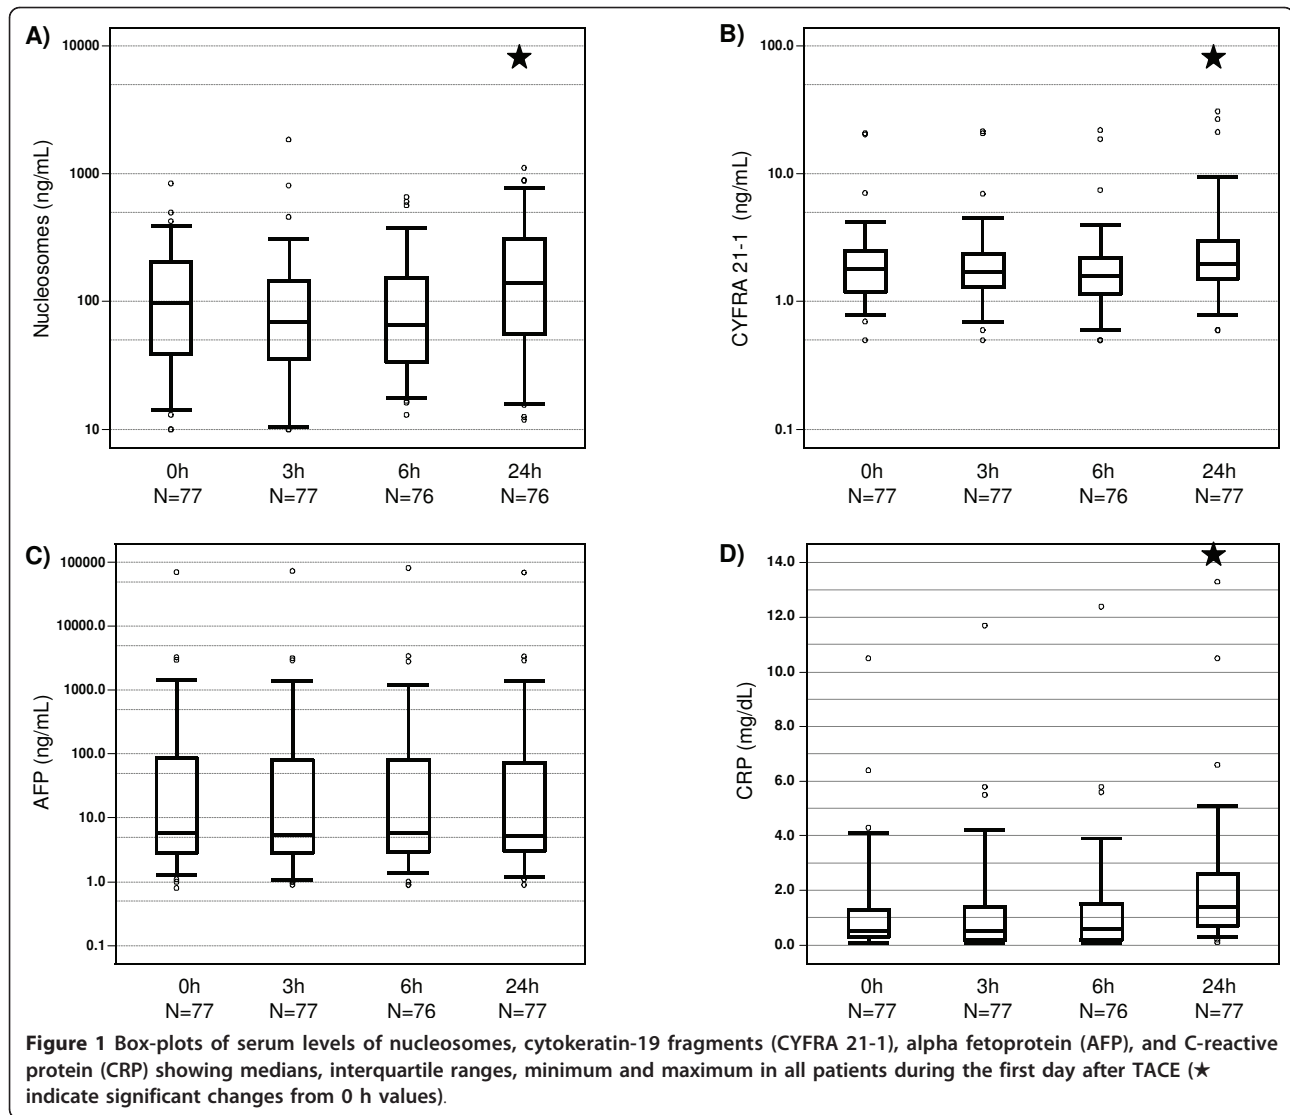 A)
10000
1000
100
10
Nucleosomes (ng/mL)
★
0h 3h 6h 24h
N=77 N=77 N=76 N=76
B)
100.0
10.0
1.0
0.1
CYFRA 21-1 (ng/mL)
★
0h 3h 6h 24h
N=77 N=77 N=76 N=77
C)
100000
10000.0
1000.0
100.0
10.0
1.0
0.1
AFP (ng/mL)
0h 3h 6h 24h
N=77 N=77 N=76 N=77
D)
14.0
12.0
10.0
8.0
6.0
4.0
2.0
0.0
CRP (mg/dL)
★
0h 3h 6h 24h
N=77 N=77 N=76 N=77
Figure 1 Box-plots of serum levels of nucleosomes, cytokeratin-19 fragments (CYFRA 21-1), alpha fetoprotein (AFP), and C-reactive
protein (CRP) showing medians, interquartile ranges, minimum and maximum in all patients during the first day after TACE (★
indicate significant changes from 0 h values).